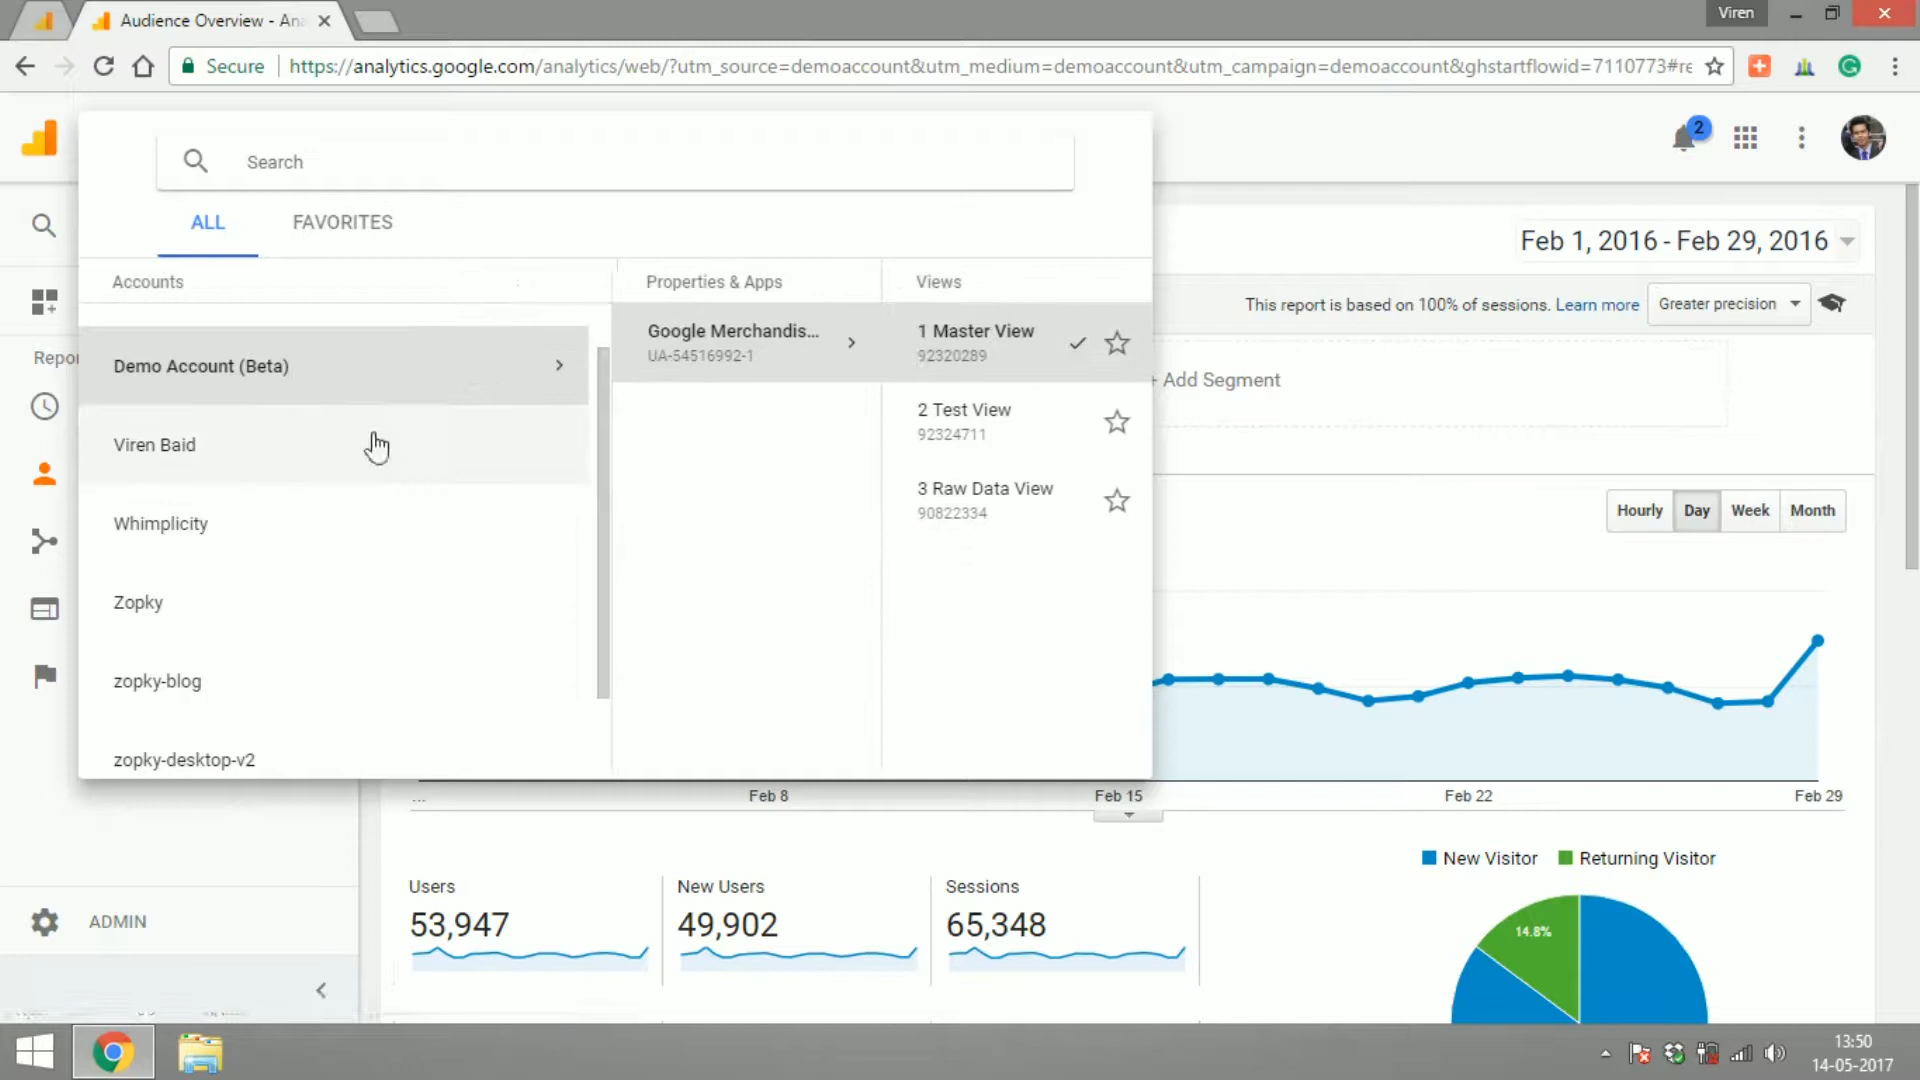 Audience Overview - Ana
Viren
Secure
https://analytics.google.com/analytics/web/?utm_source=demoaccount&utm_medium=demoaccount&utm_campaign=demoaccount&ghstartflowid=7110773#re
2
Search
ALL
FAVORITES
Feb 1, 2016 - Feb 29, 2016
Accounts
Properties & Apps
Views
This report is based on 100% of sessions. Learn more
Greater precision
Demo Account (Beta)
Google Merchandis...
UA-54516992-1
1 Master View
92320289
Repo
+ Add Segment
2 Test View
92324711
Viren Baid
3 Raw Data View
90822334
Hourly
Day
Week
Month
Whimplicity
Zopky
zopky-blog
zopky-desktop-v2
...
Feb 8
Feb 15
Feb 22
Feb 29
New Visitor
Returning Visitor
Users
53,947
New Users
49,902
Sessions
65,348
14.8%
ADMIN
13:50
14-05-2017